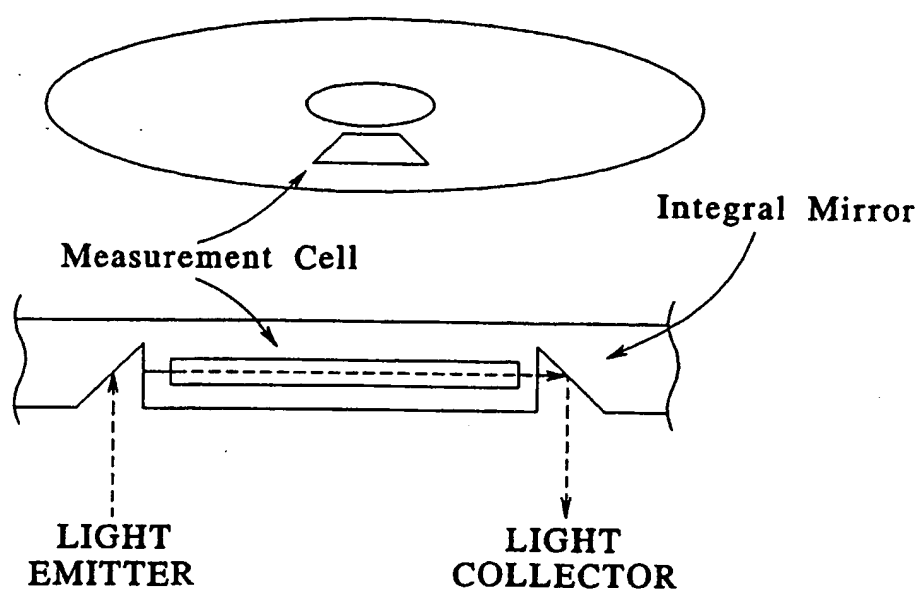 Integral Mirror
Measurement Cell
LIGHT
EMITTER
LIGHT
COLLECTOR